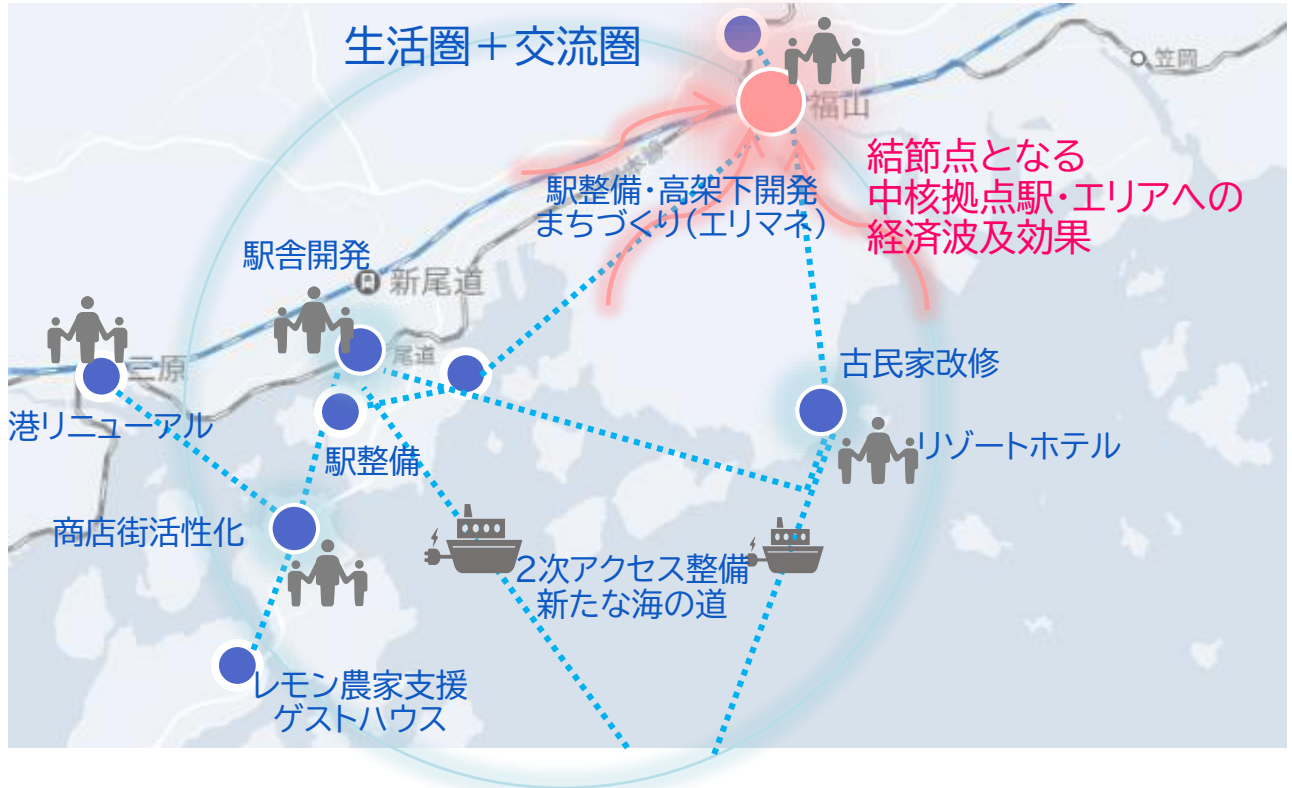 生活圏＋交流圏
笠岡
福山
結節点となる
中核拠点駅・エリアへの
経済波及効果
駅整備・高架下開発
まちづくり(エリマネ)
駅舎開発
新尾道
尾道
三原
港リニューアル
駅整備
古民家改修
リゾートホテル
商店街活性化
2次アクセス整備
新たな海の道
レモン農家支援
ゲストハウス